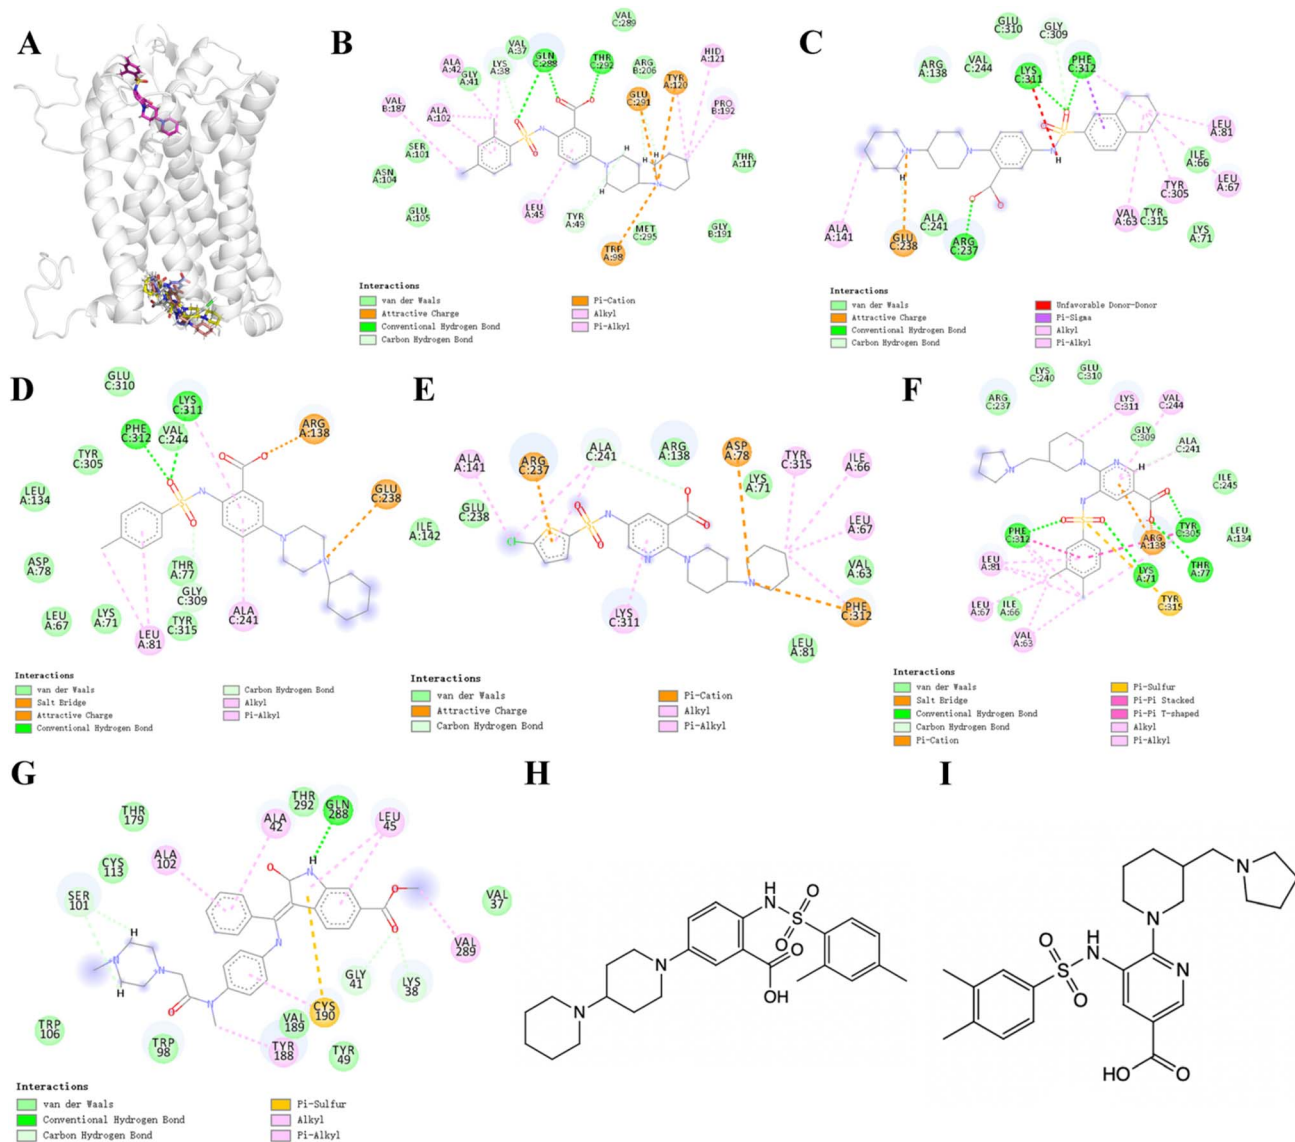 A
B
VAL
C:289
VAL
A:37
GLN
C:288
THR
C:292
HID
A:121
ALA
A:42
GLY
A:41
LYS
A:38
ARG
B:206
TYR
A:120
GLU
C:291
VAL
B:187
ALA
A:102
PRO
B:192
SER
A:101
THR
A:117
ASN
A:104
GLU
A:105
LEU
A:45
TYR
A:49
MET
C:295
GLY
B:191
TRP
A:98
Interactions
van der Waals
Attractive Charge
Conventional Hydrogen Bond
Carbon Hydrogen Bond
Pi-Cation
Alkyl
Pi-Alkyl
C
GLU
C:310
GLY
C:309
ARG
A:138
VAL
C:244
LYS
C:311
PHE
C:312
LEU
A:81
ILE
A:66
TYR
C:305
LEU
A:67
VAL
A:63
TYR
C:315
LYS
A:71
ALA
A:141
GLU
C:238
ALA
C:241
ARG
C:237
Interactions
van der Waals
Attractive Charge
Conventional Hydrogen Bond
Carbon Hydrogen Bond
Unfavorable Donor-Donor
Pi-Sigma
Alkyl
Pi-Alkyl
D
GLU
C:310
LYS
C:311
PHE
C:312
VAL
C:244
ARG
A:138
TYR
C:305
LEU
A:134
GLU
C:238
ILE
A:142
ASP
A:78
THR
A:77
GLY
C:309
LEU
A:67
LYS
A:71
LEU
A:81
TYR
C:315
ALA
C:241
Interactions
van der Waals
Salt Bridge
Attractive Charge
Conventional Hydrogen Bond
Carbon Hydrogen Bond
Alkyl
Pi-Alkyl
E
ALA
A:141
ARG
C:237
ALA
C:241
ARG
A:138
ASP
A:78
TYR
C:315
ILE
A:66
GLU
C:238
LYS
A:71
LEU
A:67
VAL
A:63
LYS
C:311
PHE
C:312
LEU
A:81
Interactions
van der Waals
Attractive Charge
Carbon Hydrogen Bond
Pi-Cation
Alkyl
Pi-Alkyl
F
LYS
C:240
GLU
C:310
ARG
C:237
LYS
C:311
VAL
C:244
GLY
C:309
ALA
C:241
ILE
C:245
PHE
C:312
ARG
A:138
TYR
C:305
LEU
A:134
LEU
A:81
LYS
A:71
THR
A:77
LEU
A:67
ILE
A:66
TYR
C:315
VAL
A:63
Interactions
van der Waals
Salt Bridge
Conventional Hydrogen Bond
Carbon Hydrogen Bond
Pi-Cation
Pi-Sulfur
Pi-Pi Stacked
Pi-Pi T-shaped
Alkyl
Pi-Alkyl
G
THR
179
THR
292
GLN
288
ALA
42
LEU
45
ALA
102
CYS
113
SER
101
VAL
37
VAL
289
GLY
41
LYS
38
CYS
190
VAL
189
TRP
106
TRP
98
TYR
188
TYR
49
Interactions
van der Waals
Conventional Hydrogen Bond
Carbon Hydrogen Bond
Pi-Sulfur
Alkyl
Pi-Alkyl
H
NH
O
S
O
N
O
OH
N
I
N
N
O
NH
S
O
N
HO
O